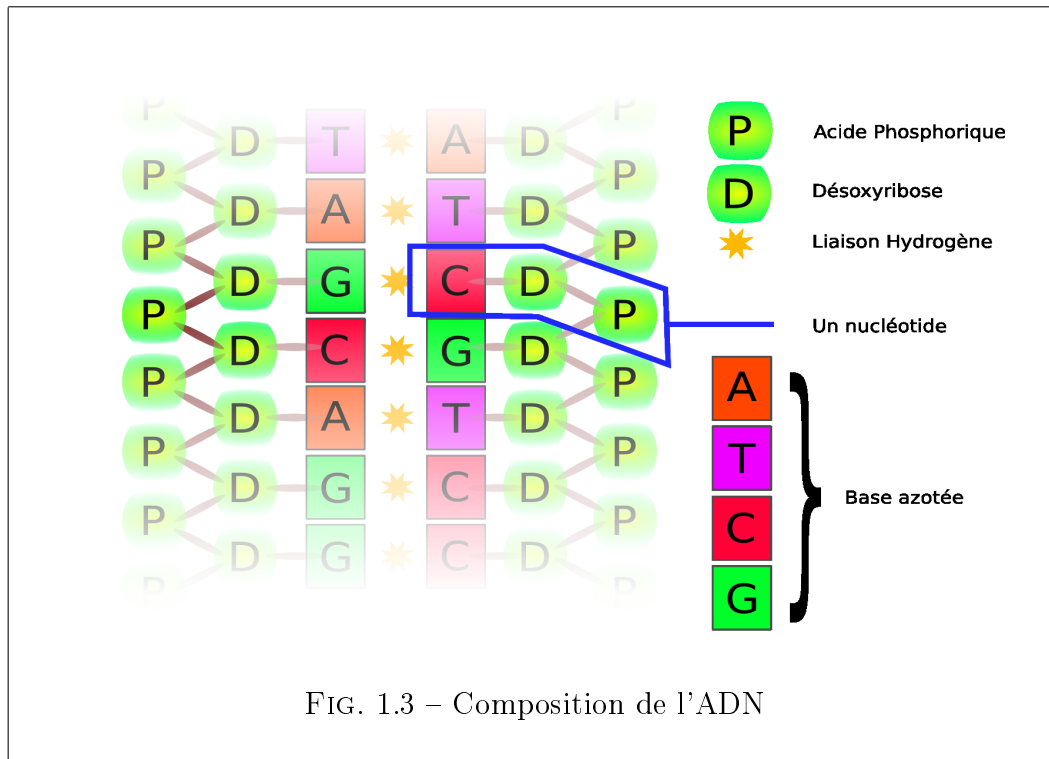 P D T A D P
P D A T D P
P D G C D P
P D C G D P
P D A T D P
P D G C D P
P D G C D P
P P
P Acide Phosphorique
D Désoxyribose
Liaison Hydrogène
Un nucléotide
A
T
Base azotée
C
G
FIG. 1.3 – Composition de l'ADN